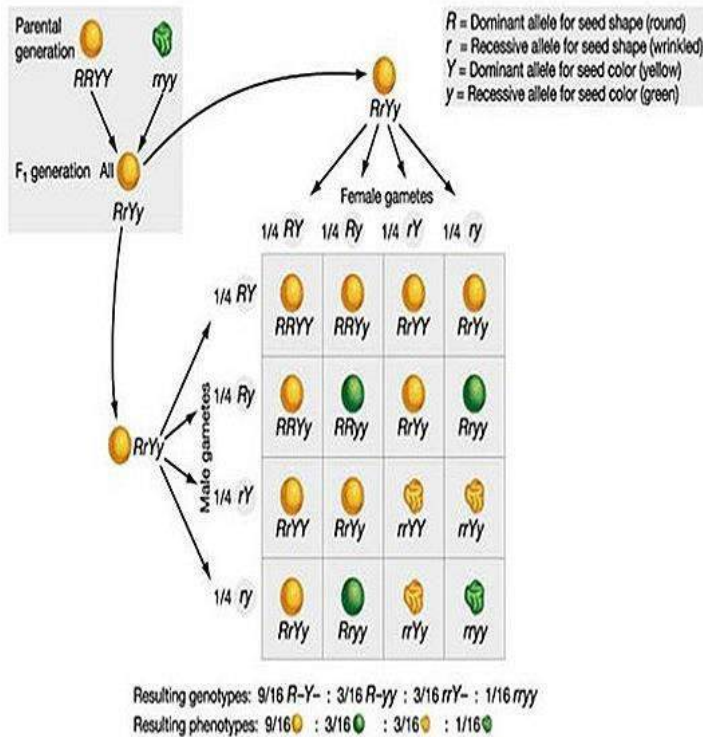 Parental generation
RRYY rryy
F1 generation All
RrYy
R = Dominant allele for seed shape (round)
r = Recessive allele for seed shape (wrinkled)
Y = Dominant allele for seed color (yellow)
y = Recessive allele for seed color (green)
RrYy
Female gametes
1/4 RY 1/4 Ry 1/4 rY 1/4 ry
1/4 RY
RRYY RRYy RrYY RrYy
1/4 Ry
RRYy RRyy RrYy Rryy
RrYy
Male gametes
1/4 rY
RrYY RrYy rrYY rrYy
1/4 ry
RrYy Rryy rrYy rryy
Resulting genotypes: 9/16 R–Y– : 3/16 R–yy : 3/16 rrY– : 1/16 rryy
Resulting phenotypes: 9/16 : 3/16 : 3/16 : 1/16